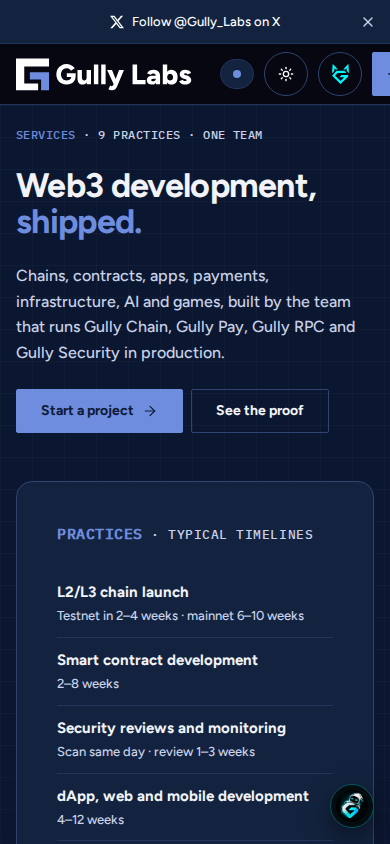 Follow @Gully_Labs on X
Gully Labs
SERVICES · 9 PRACTICES · ONE TEAM
Web3 development,
shipped.
Chains, contracts, apps, payments,
infrastructure, AI and games, built by the team
that runs Gully Chain, Gully Pay, Gully RPC and
Gully Security in production.
Start a project → See the proof
PRACTICES · TYPICAL TIMELINES
L2/L3 chain launch
Testnet in 2–4 weeks · mainnet 6–10 weeks
Smart contract development
2–8 weeks
Security reviews and monitoring
Scan same day · review 1–3 weeks
dApp, web and mobile development
4–12 weeks